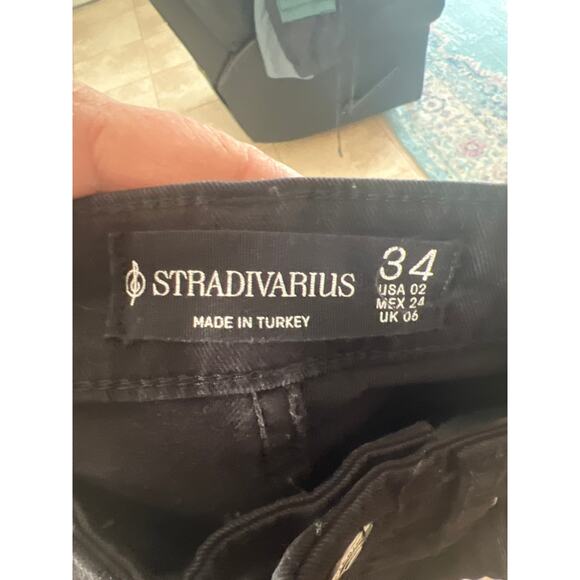 STRADIVARIUS
MADE IN TURKEY
34
USA 02
MEX 24
UK 06